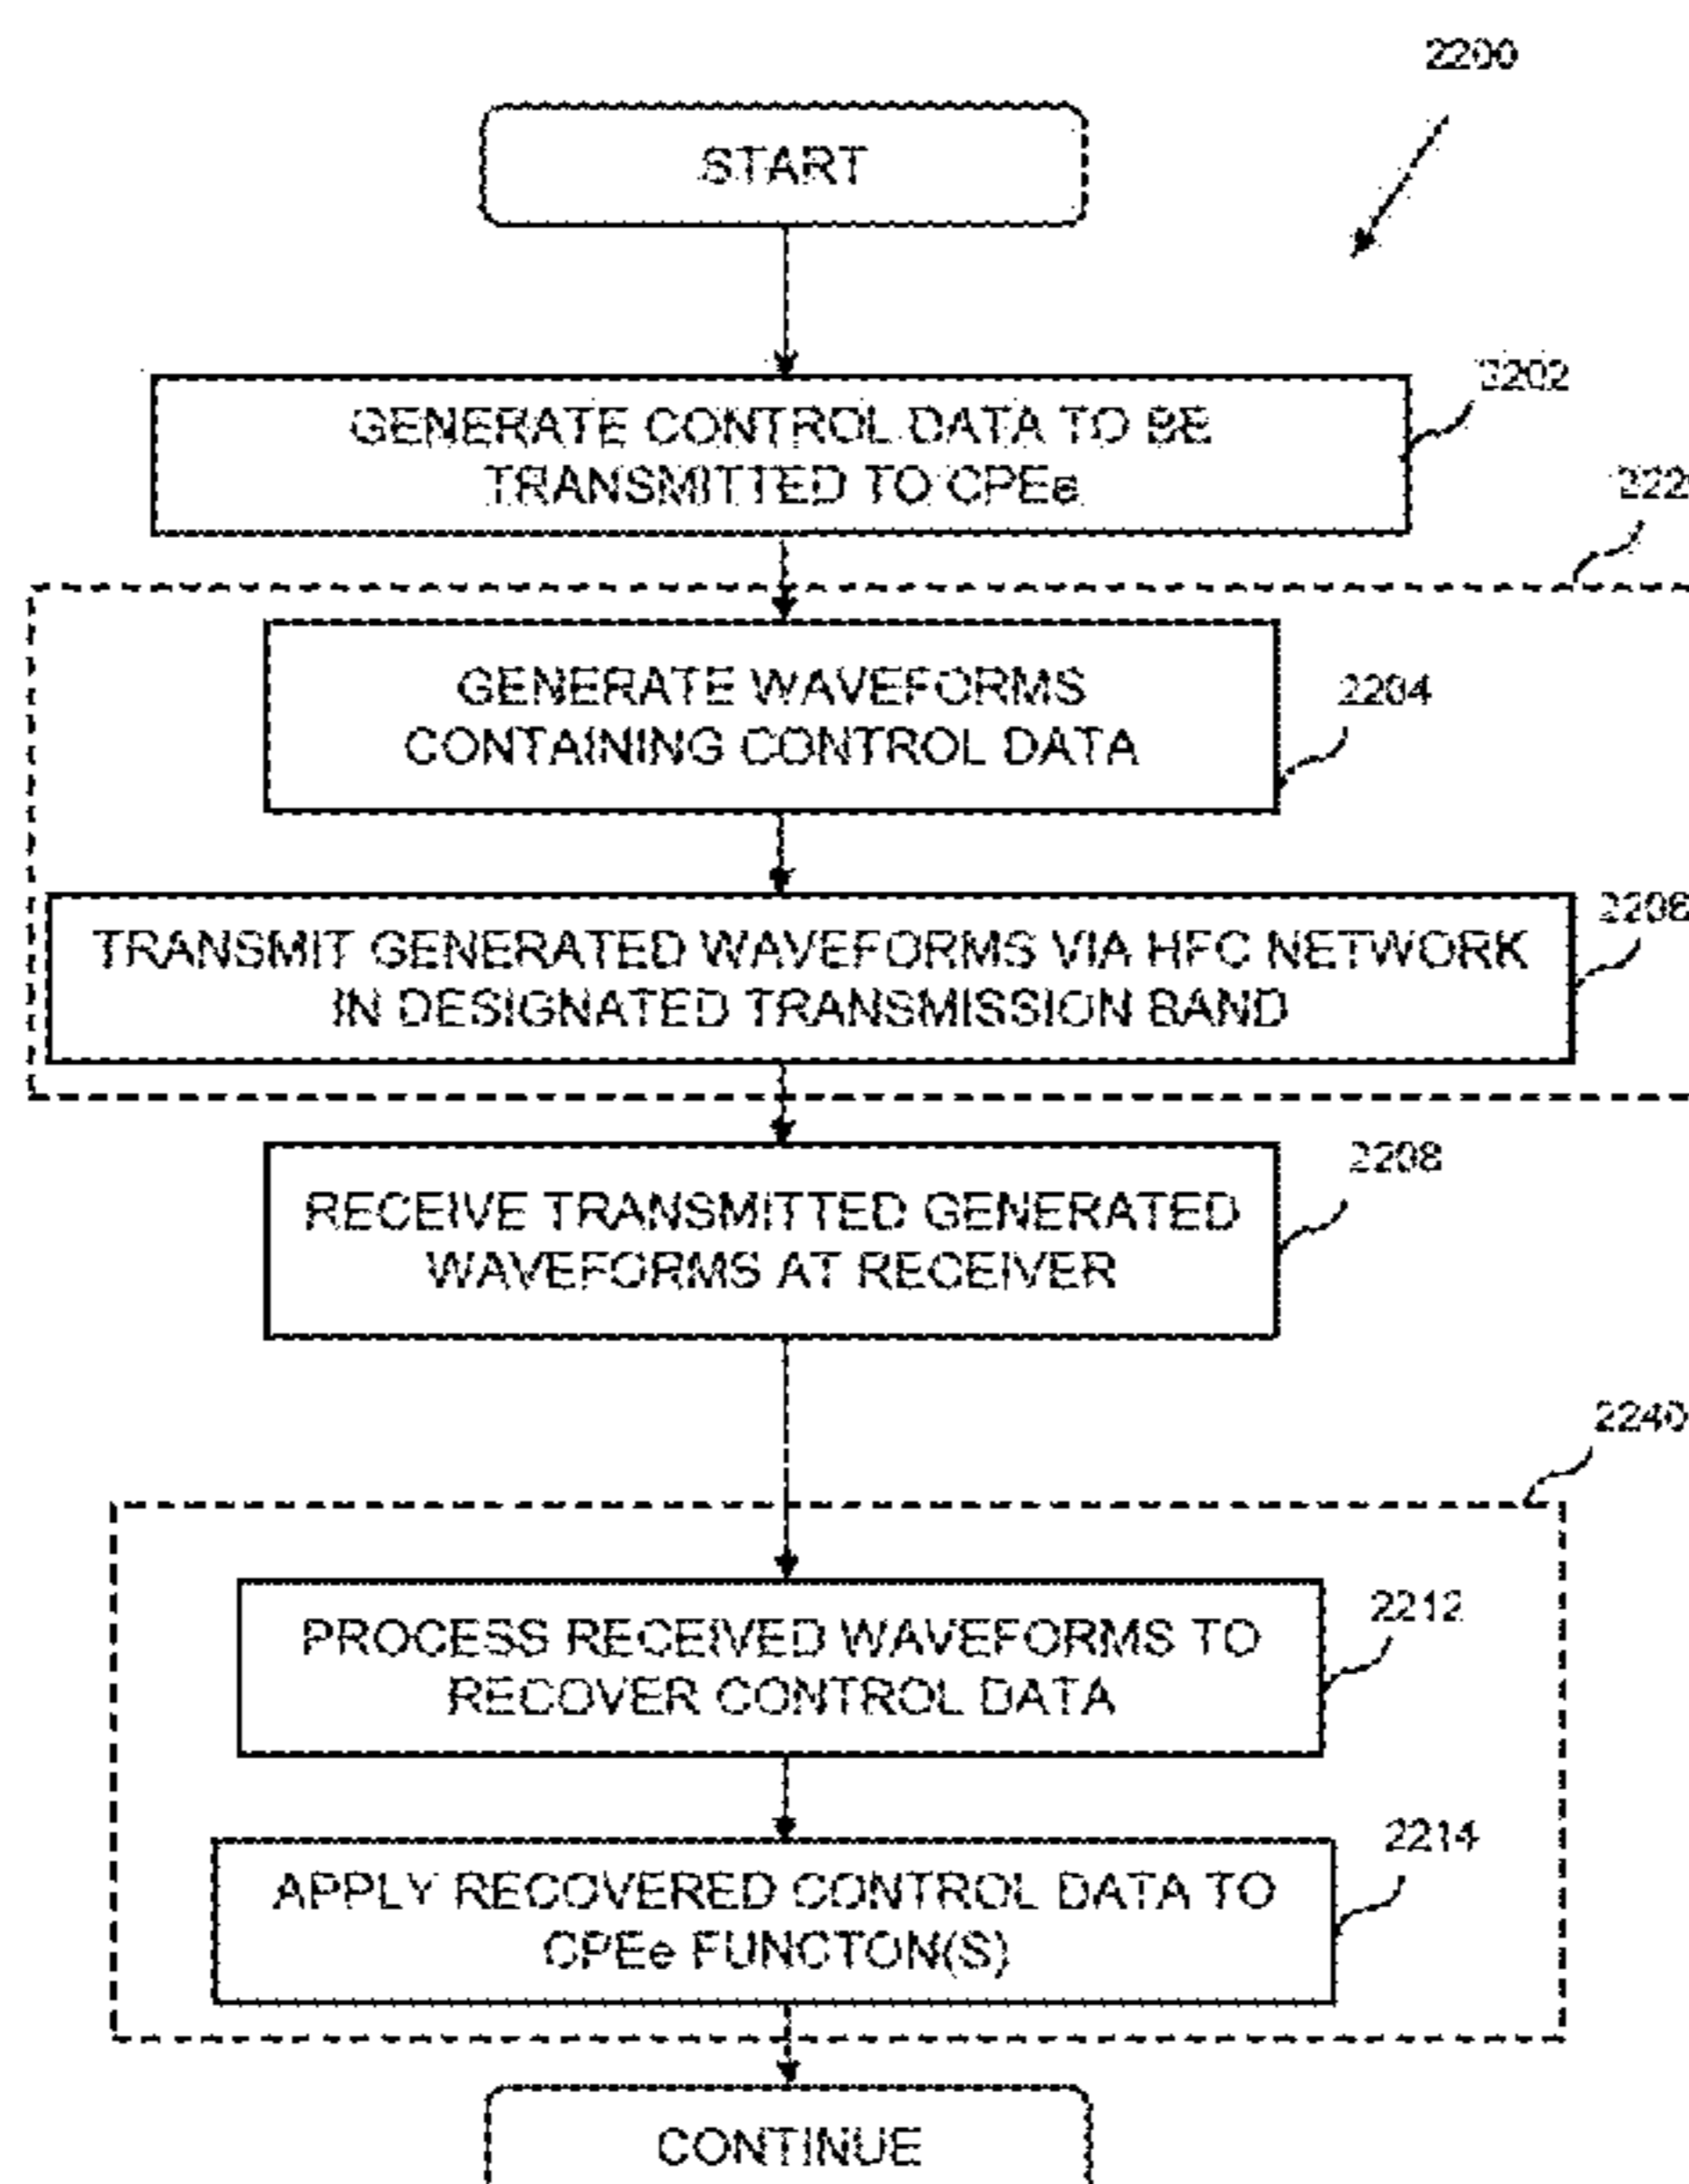 2200
START
2202
GENERATE CONTROL DATA TO BE
TRANSMITTED TO CPEe
GENERATE WAVEFORMS
CONTAINING CONTROL DATA
2204
2206
TRANSMIT GENERATED WAVEFORMS VIA HFC NETWORK
IN DESIGNATED TRANSMISSION BAND
2208
RECEIVE TRANSMITTED GENERATED
WAVEFORMS AT RECEIVER
2240
2212
PROCESS RECEIVED WAVEFORMS TO
RECOVER CONTROL DATA
2214
APPLY RECOVERED CONTROL DATA TO
CPEe FUNCTON(S)
CONTINUE